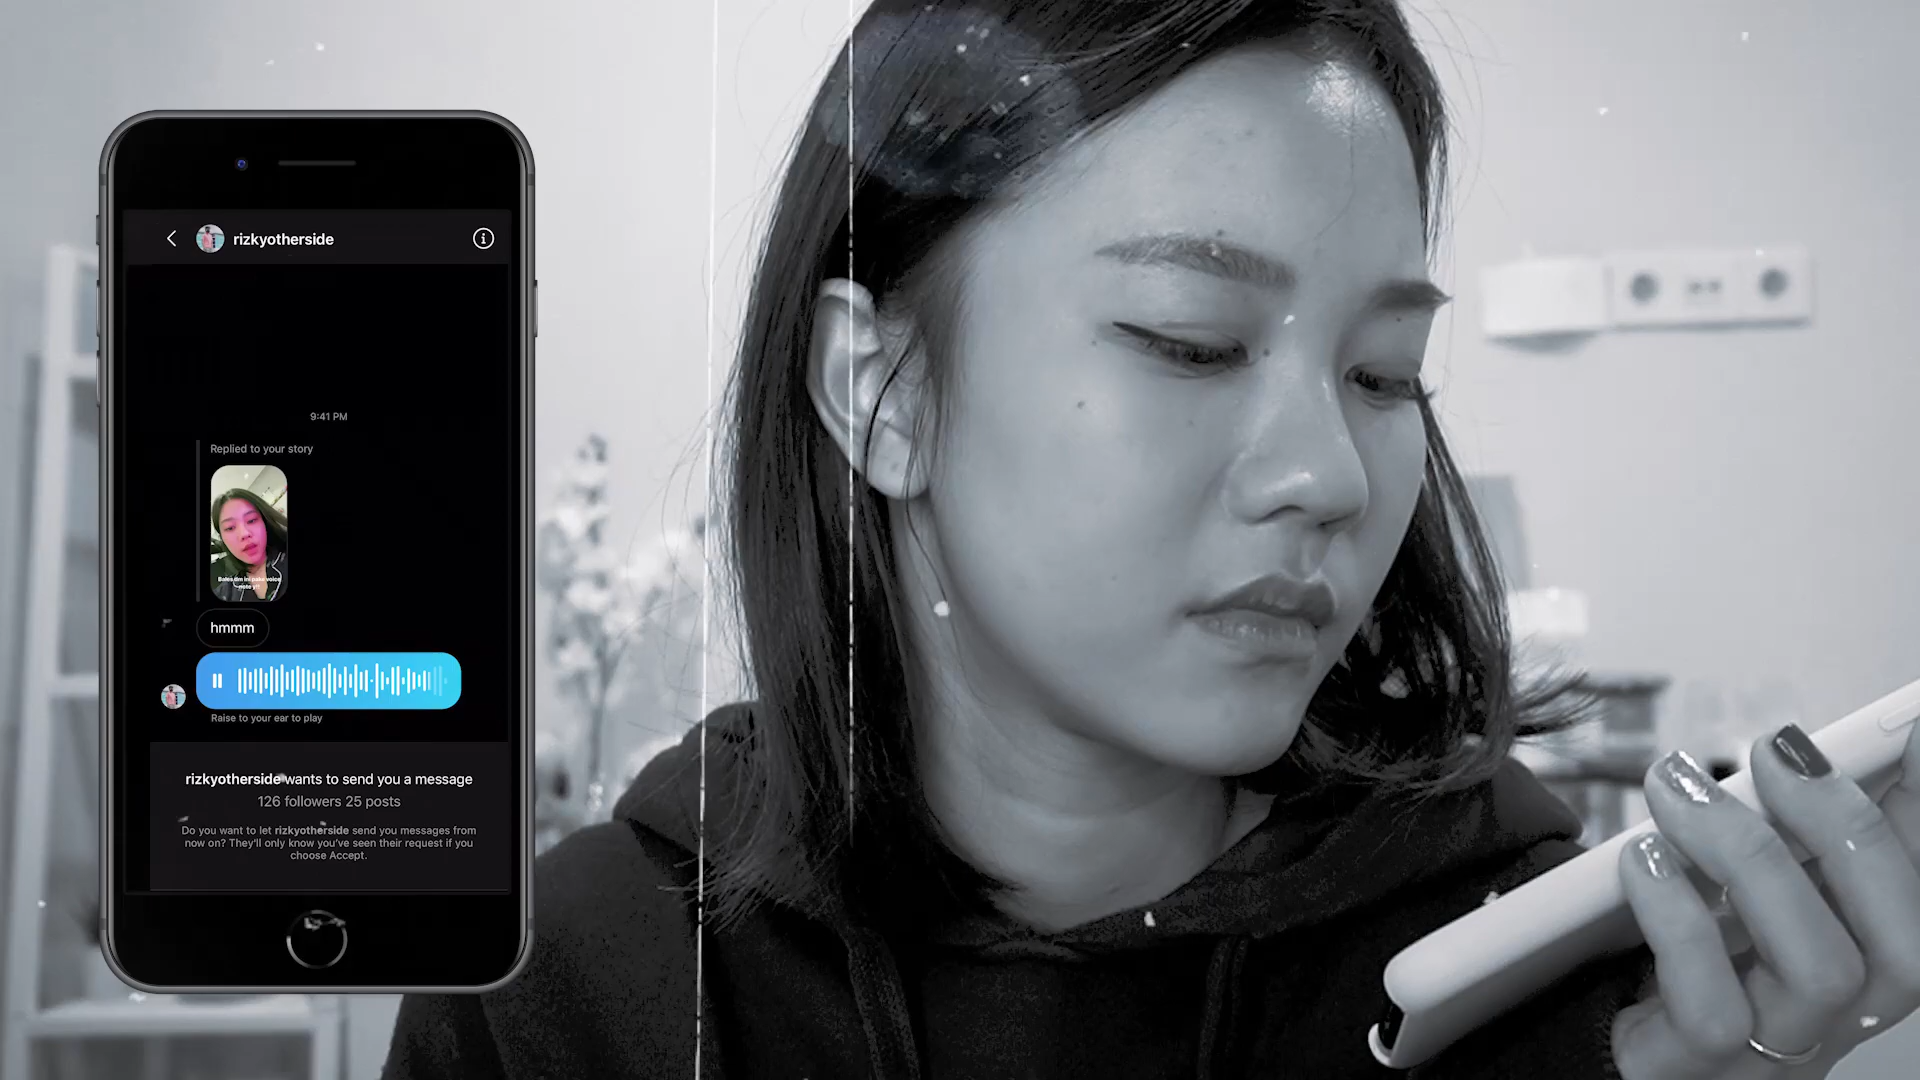 rizkyotherside
9:41 PM
Replied to your story
hmmm
Raise to your ear to play
rizkyotherside wants to send you a message
126 followers 25 posts
Do you want to let rizkyotherside send you messages from
now on? They'll only know you've seen their request if you
choose Accept.